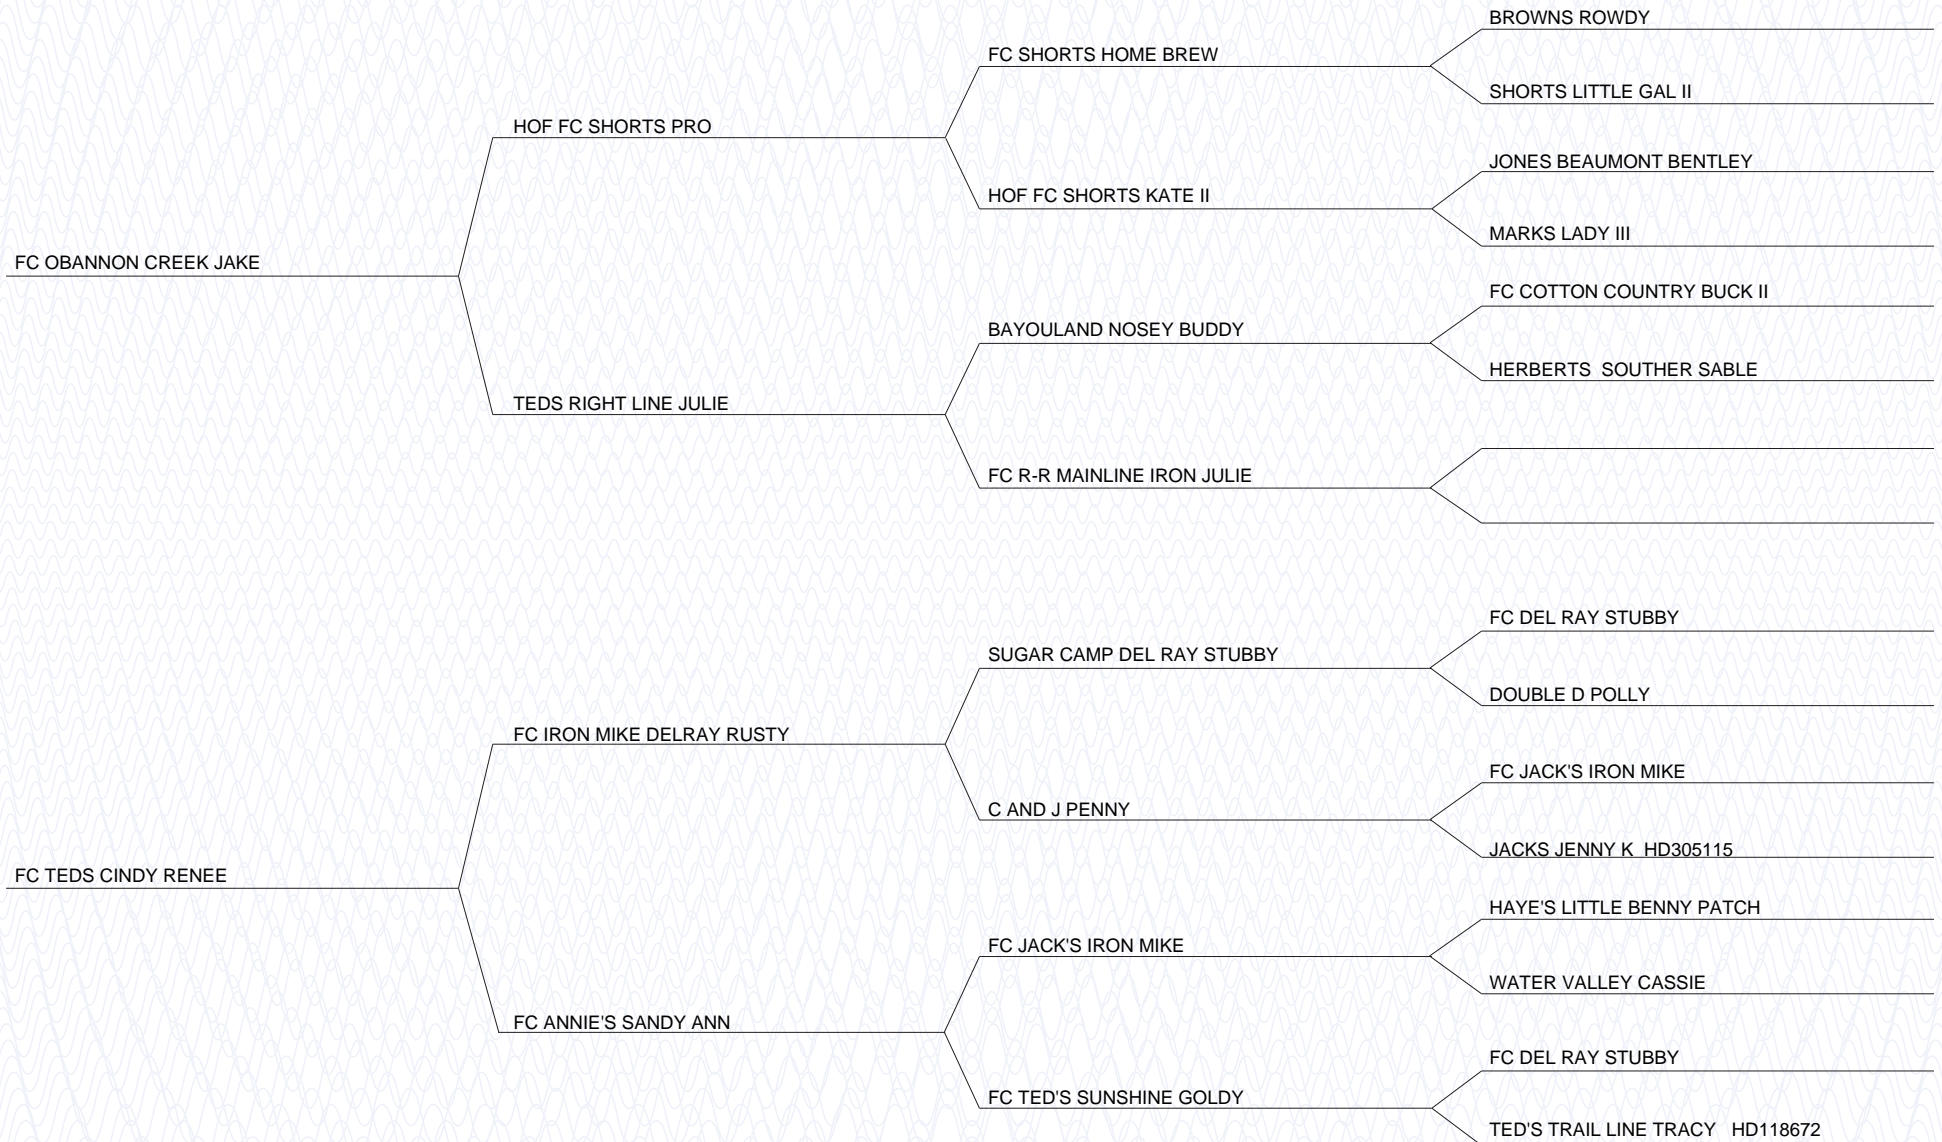 BROWNS ROWDY
FC SHORTS HOME BREW
SHORTS LITTLE GAL II
HOF FC SHORTS PRO
JONES BEAUMONT BENTLEY
HOF FC SHORTS KATE II
MARKS LADY III
FC OBANNON CREEK JAKE
FC COTTON COUNTRY BUCK II
BAYOULAND NOSEY BUDDY
HERBERTS  SOUTHER SABLE
TEDS RIGHT LINE JULIE
FC R-R MAINLINE IRON JULIE
FC DEL RAY STUBBY
SUGAR CAMP DEL RAY STUBBY
DOUBLE D POLLY
FC IRON MIKE DELRAY RUSTY
FC JACK'S IRON MIKE
C AND J PENNY
JACKS JENNY K  HD305115
FC TEDS CINDY RENEE
HAYE'S LITTLE BENNY PATCH
FC JACK'S IRON MIKE
WATER VALLEY CASSIE
FC ANNIE'S SANDY ANN
FC DEL RAY STUBBY
FC TED'S SUNSHINE GOLDY
TED'S TRAIL LINE TRACY   HD118672